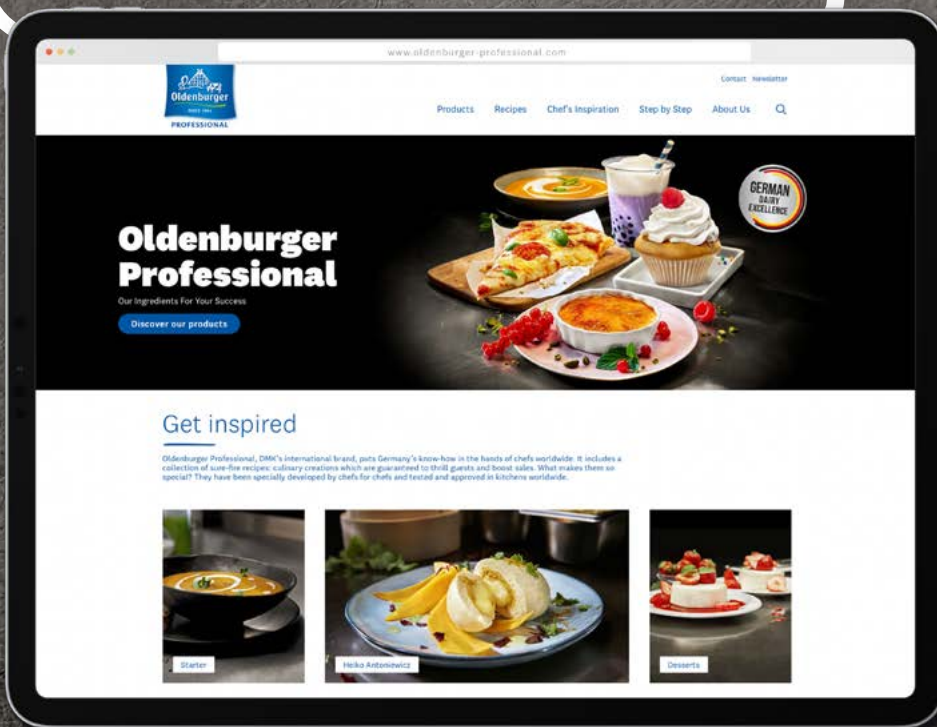 www.oldenburger-professional.com
Oldenburger
SINCE 1951
PROFESSIONAL
Contact Newsletter
Products Recipes Chef's Inspiration Step by Step About Us
Oldenburger
Professional
Our Ingredients For Your Success
Discover our products
GERMAN
DAIRY
EXCELLENCE
Get inspired
Oldenburger Professional, DMK's international brand, puts Germany's know-how in the hands of chefs worldwide. It includes a
collection of sure-fire recipes: culinary creations which are guaranteed to thrill guests and boost sales. What makes them so
special? They have been specially developed by chefs for chefs and tested and approved in kitchens worldwide.
Starter
Heiko Antoniewicz
Desserts